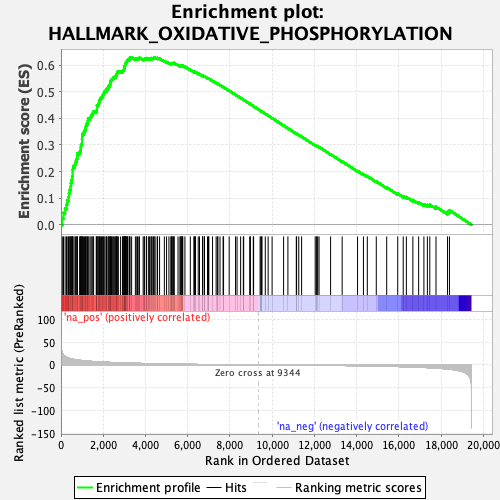 Enrichment plot:
HALLMARK_OXIDATIVE_PHOSPHORYLATION
Enrichment score (ES)
0.6
0.5
0.4
0.3
0.2
0.1
0.0
Ranked list metric (PreRanked)
100
50
0
-50
-100
-150
'na_pos' (positively correlated)
Zero cross at 9344
'na_neg' (negatively correlated)
0
2,000
4,000
6,000
8,000
10,000
12,000
14,000
16,000
18,000
20,000
Rank in Ordered Dataset
Enrichment profile
Hits
Ranking metric scores